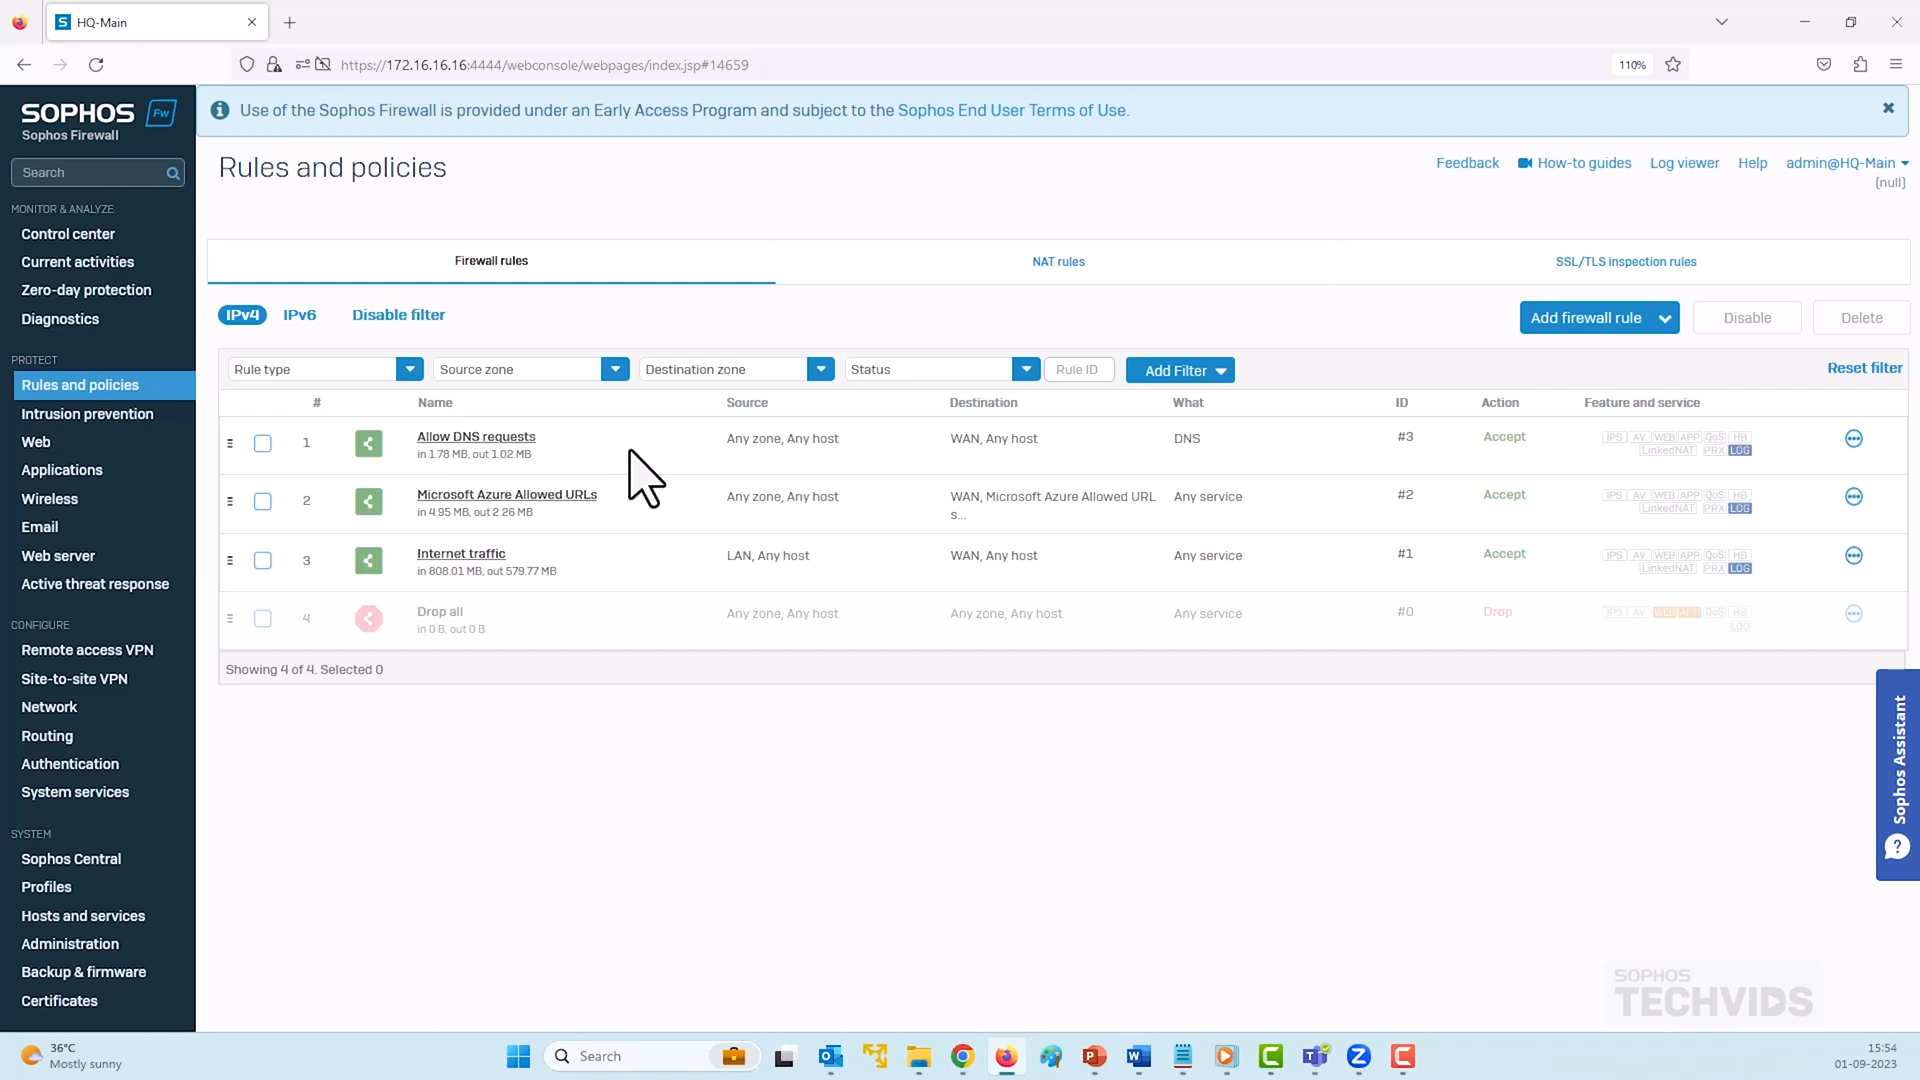 HQ-Main
https://172.16.16.16:4444/webconsole/webpages/index.jsp#14659
110%
SOPHOS Fw
Sophos Firewall
Search
MONITOR & ANALYZE
Control center
Current activities
Zero-day protection
Diagnostics
PROTECT
Rules and policies
Intrusion prevention
Web
Applications
Wireless
Email
Web server
Active threat response
CONFIGURE
Remote access VPN
Site-to-site VPN
Network
Routing
Authentication
System services
SYSTEM
Sophos Central
Profiles
Hosts and services
Administration
Backup & firmware
Certificates
Use of the Sophos Firewall is provided under an Early Access Program and subject to the Sophos End User Terms of Use.
Rules and policies
Feedback How-to guides Log viewer Help admin@HQ-Main
(null)
Firewall rules NAT rules SSL/TLS inspection rules
IPv4 IPv6 Disable filter Add firewall rule Disable Delete
Rule type Source zone Destination zone Status Rule ID Add Filter Reset filter
# Name Source Destination What ID Action Feature and service
1 Allow DNS requests Any zone, Any host WAN, Any host DNS #3 Accept IPS AV WEB APP QoS HB
in 1.78 MB, out 1.02 MB LinkedNAT PRX LOG
2 Microsoft Azure Allowed URLs Any zone, Any host WAN, Microsoft Azure Allowed URL Any service #2 Accept IPS AV WEB APP QoS HB
in 4.95 MB, out 2.26 MB s... LinkedNAT PRX LOG
3 Internet traffic LAN, Any host WAN, Any host Any service #1 Accept IPS AV WEB APP QoS HB
in 808.01 MB, out 579.77 MB LinkedNAT PRX LOG
4 Drop all Any zone, Any host Any zone, Any host Any service #0 Drop IPS AV WEB APP QoS HB
in 0 B, out 0 B LOG
Showing 4 of 4. Selected 0
Sophos Assistant
SOPHOS
TECHVIDS
36°C
Mostly sunny
Search
15:54
01-09-2023